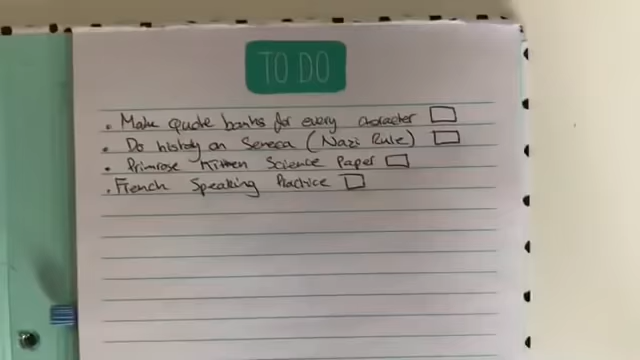 TO DO
• Make quote banks for every character
• Do history on Seneca (Nazi Rule)
• Primrose Kitten Science Paper
• French Speaking Practice